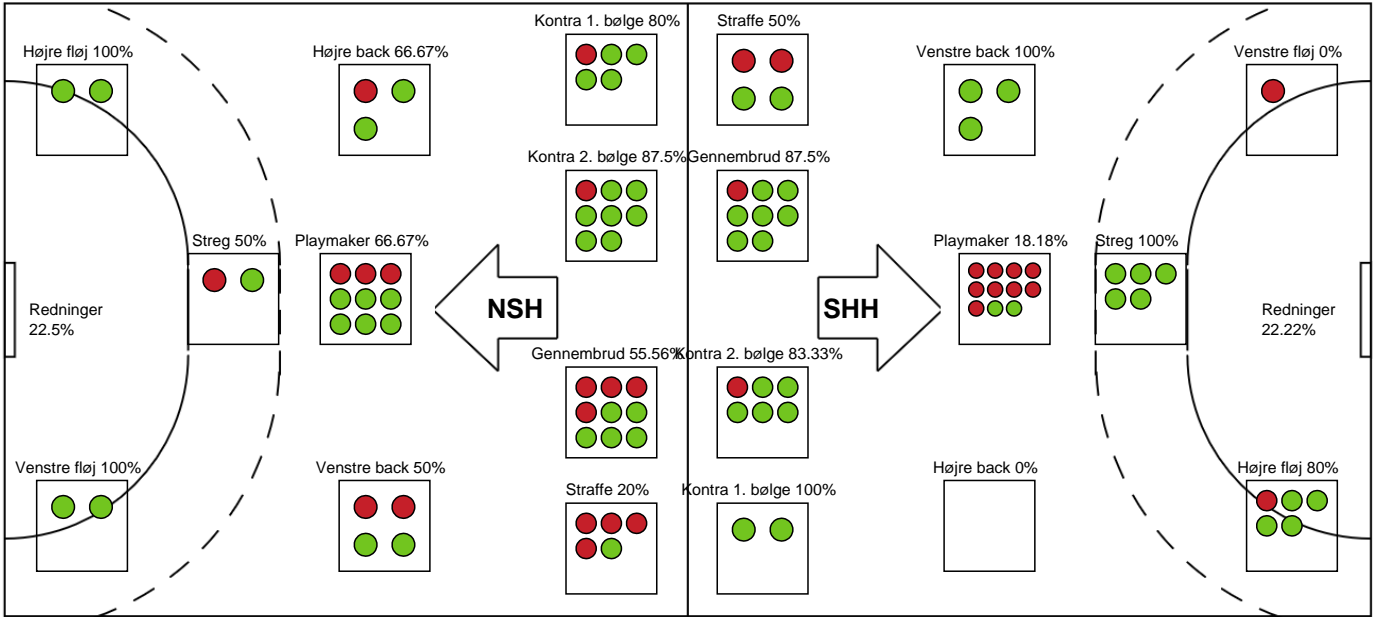 Kontra 1. bølge 80%
Straffe 50%
Højre fløj 100%
Højre back 66.67%
Venstre back 100%
Venstre fløj 0%
Kontra 2. bølge 87.5%
Gennembrud 87.5%
Streg 50%
Playmaker 66.67%
Playmaker 18.18%
Streg 100%
Redninger
22.5%
NSH
SHH
Redninger
22.22%
Gennembrud 55.56%
Kontra 2. bølge 83.33%
Venstre fløj 100%
Venstre back 50%
Højre back 0%
Højre fløj 80%
Straffe 20%
Kontra 1. bølge 100%